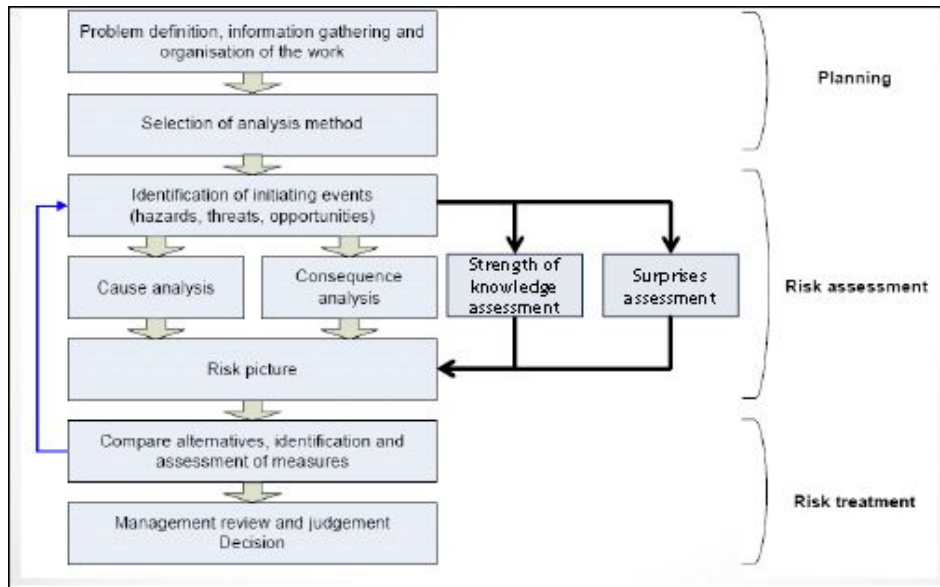 Problem definition, information gathering and
organisation of the work
Planning
Selection of analysis method
Identification of initiating events
(hazards, threats, opportunities)
Cause analysis
Consequence
analysis
Strength of
knowledge
assessment
Surprises
assessment
Risk assessment
Risk picture
Compare alternatives, identification and
assessment of measures
Risk treatment
Management review and judgement
Decision